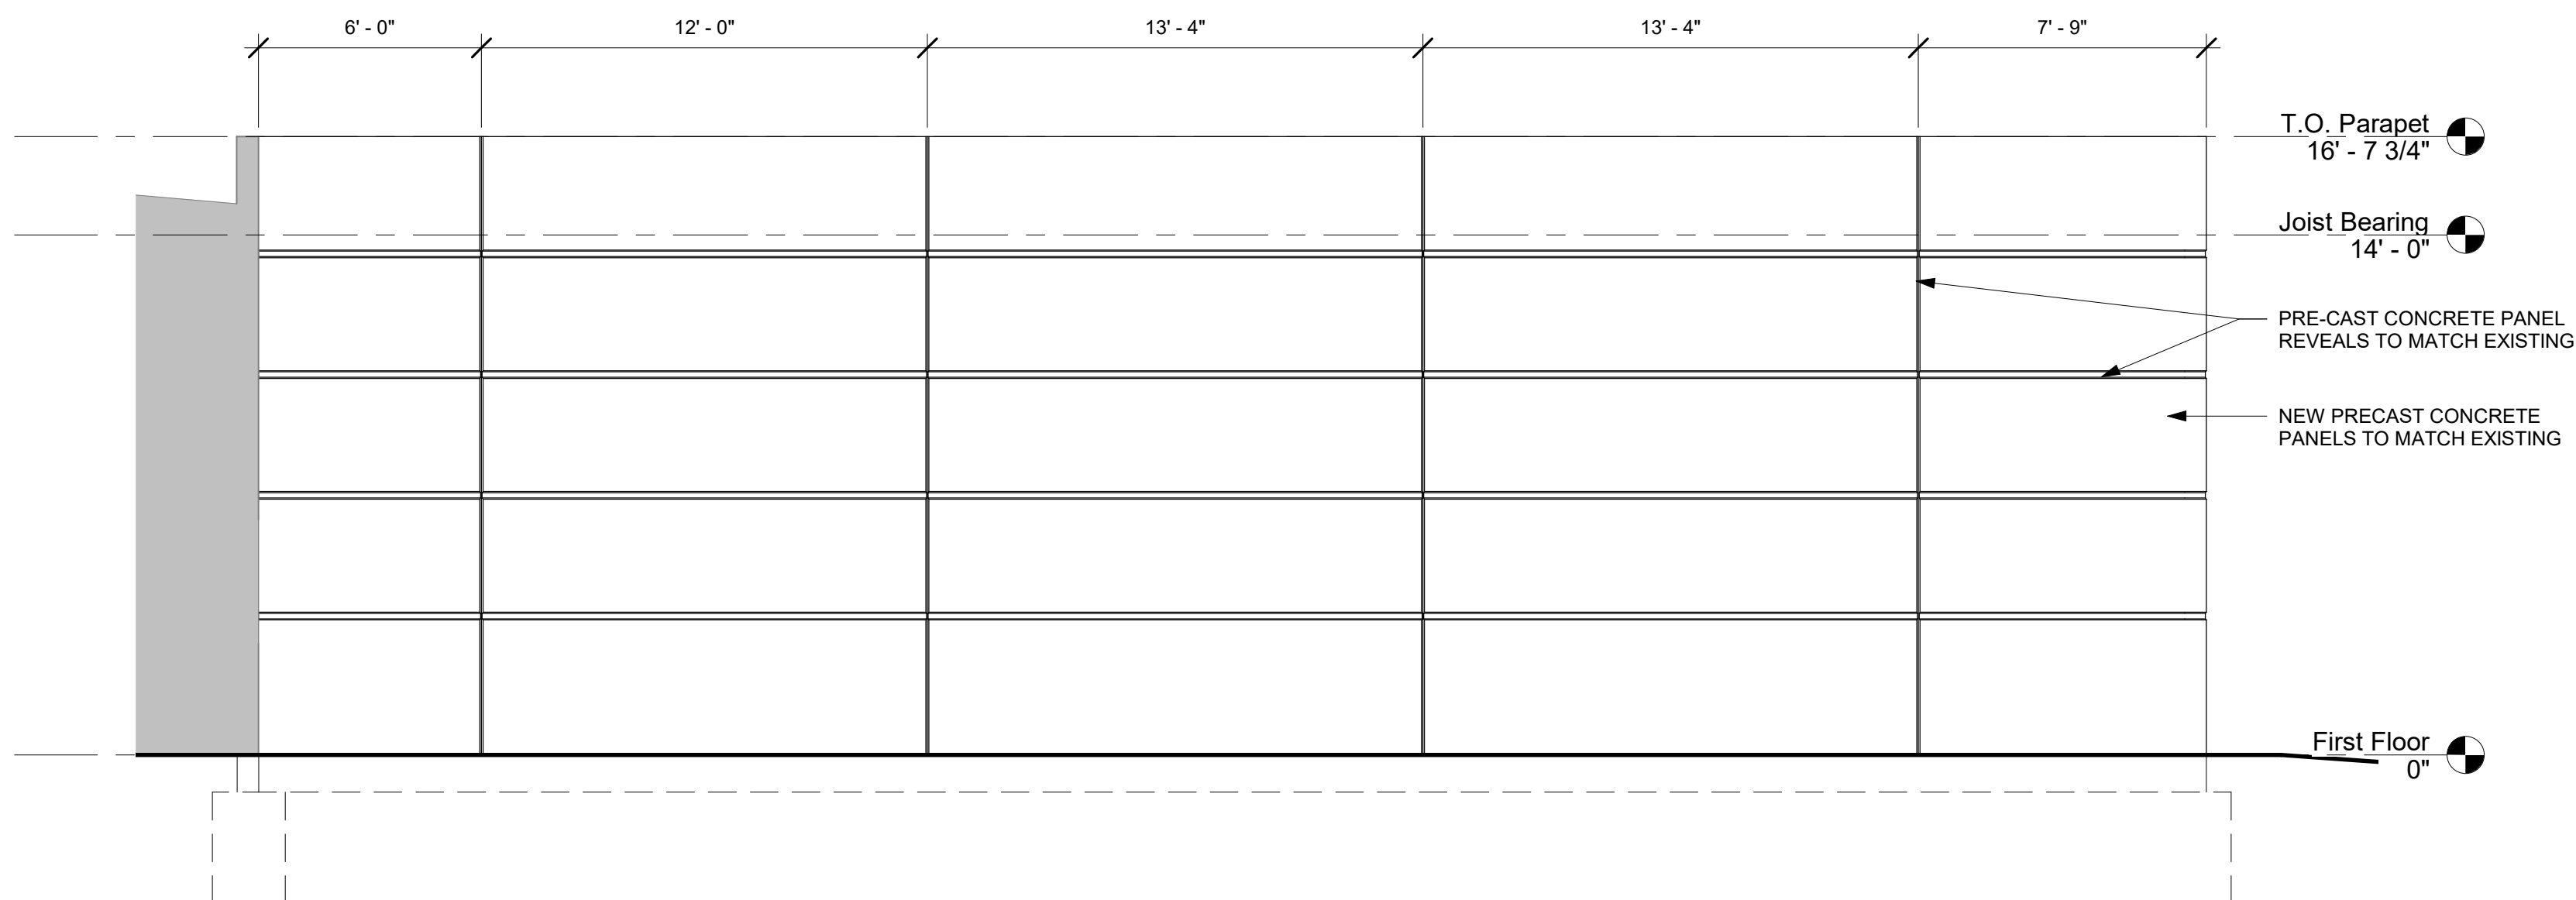 6' - 0"
12' - 0"
13' - 4"
13' - 4"
7' - 9"
T.O. Parapet
16' - 7 3/4"
Joist Bearing
14' - 0"
PRE-CAST CONCRETE PANEL
REVEALS TO MATCH EXISTING
NEW PRECAST CONCRETE
PANELS TO MATCH EXISTING
First Floor
0"